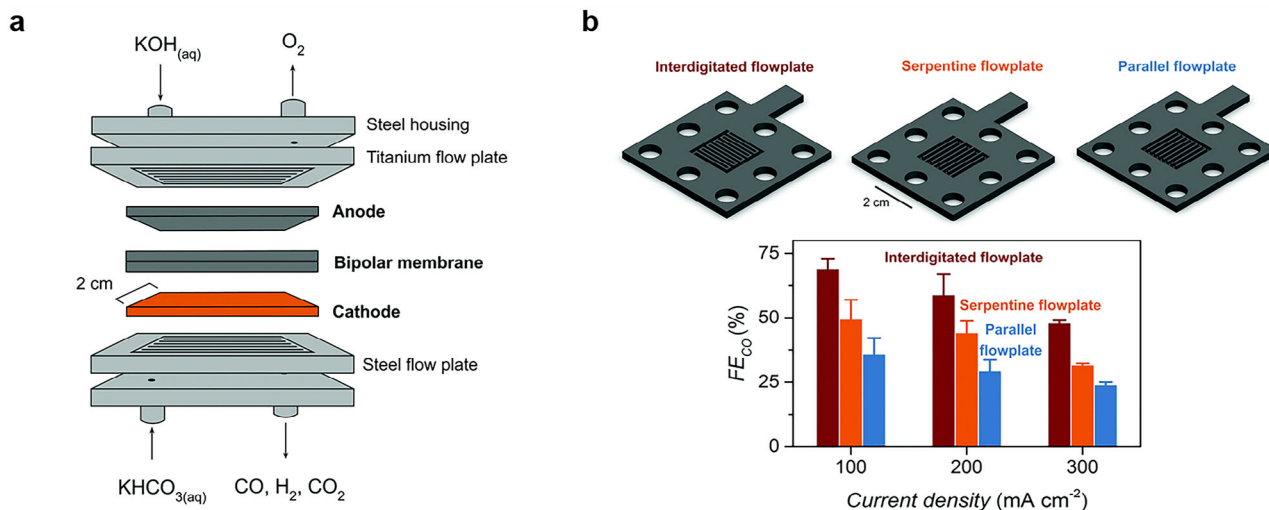 a
KOH(aq)
O2
Steel housing
Titanium flow plate
Anode
Bipolar membrane
2 cm
Cathode
Steel flow plate
KHCO3(aq)
CO, H2, CO2
b
Interdigitated flowplate
Serpentine flowplate
Parallel flowplate
2 cm
75
50
25
0
FECO (%)
Interdigitated flowplate
Serpentine flowplate
Parallel
flowplate
100
200
300
Current density (mA cm-2)